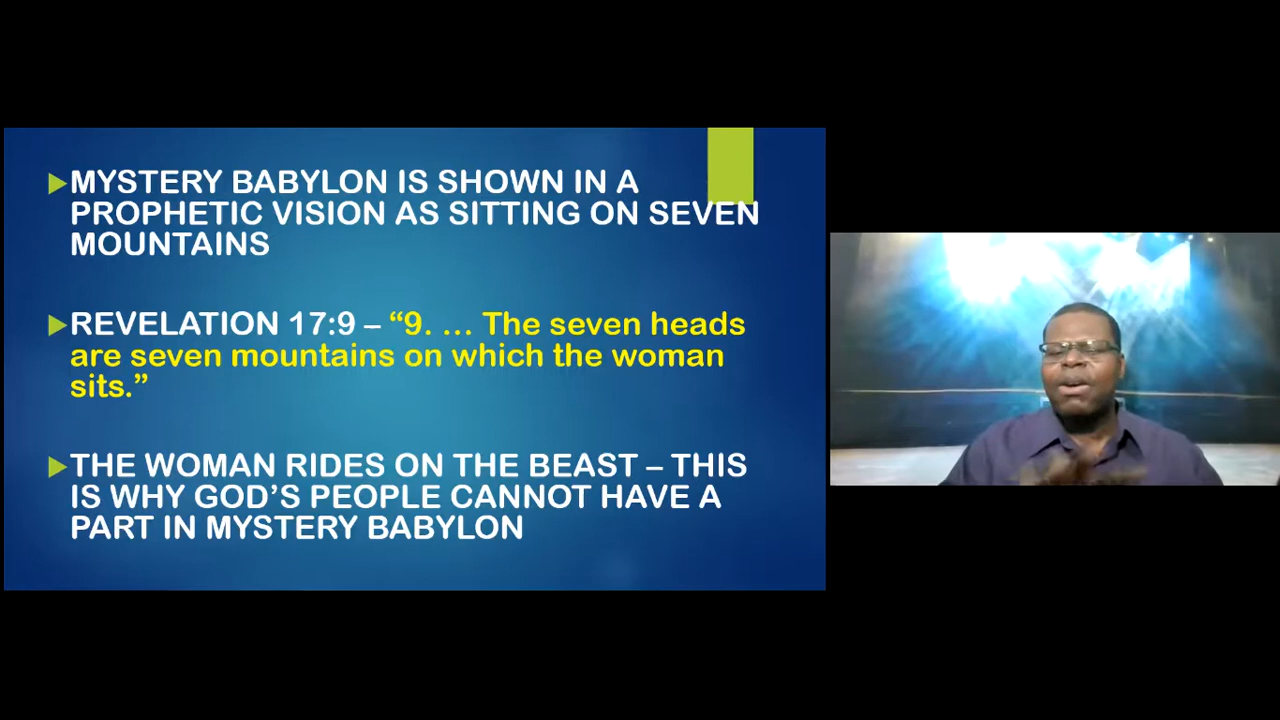 MYSTERY BABYLON IS SHOWN IN A
PROPHETIC VISION AS SITTING ON SEVEN
MOUNTAINS
REVELATION 17:9 – “9. … The seven heads
are seven mountains on which the woman
sits.”
THE WOMAN RIDES ON THE BEAST – THIS
IS WHY GOD’S PEOPLE CANNOT HAVE A
PART IN MYSTERY BABYLON